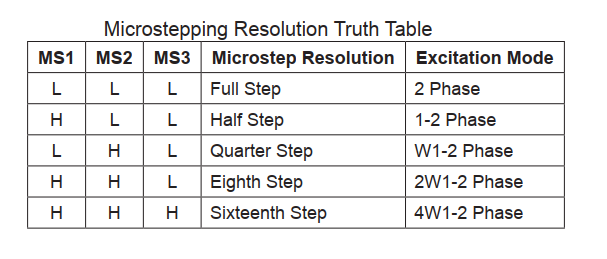 Microstepping Resolution Truth Table
MS1 MS2 MS3 Microstep Resolution Excitation Mode
L L L Full Step 2 Phase
H L L Half Step 1-2 Phase
L H L Quarter Step W1-2 Phase
H H L Eighth Step 2W1-2 Phase
H H H Sixteenth Step 4W1-2 Phase